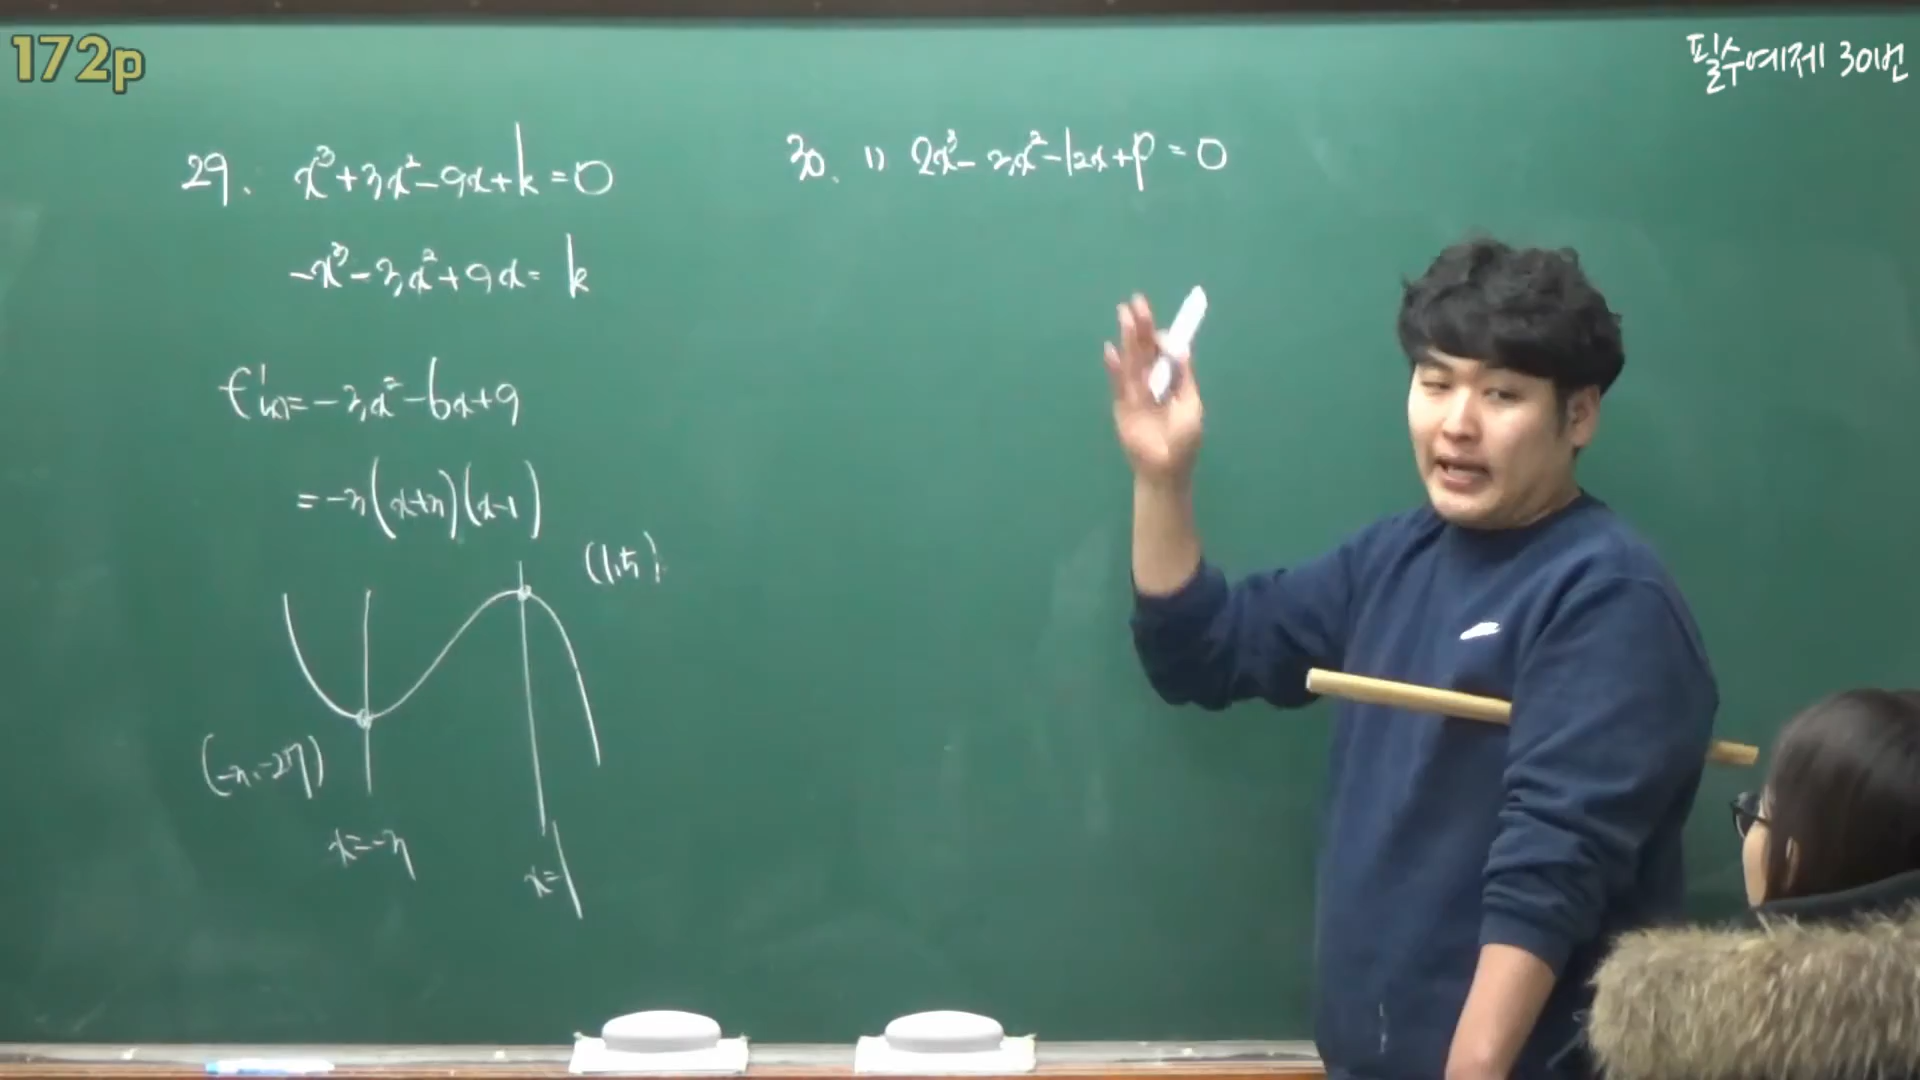 172p
필수예제 30번
29. x³+3x²-9x+k=0
-x³-3x²+9x=k
f'(x)=-3x²-6x+9
=-3(x+3)(x-1)
(1,5)
(-3,-27)
x=-3
x=1
30. 1) 2x³-3x²-12x+p=0